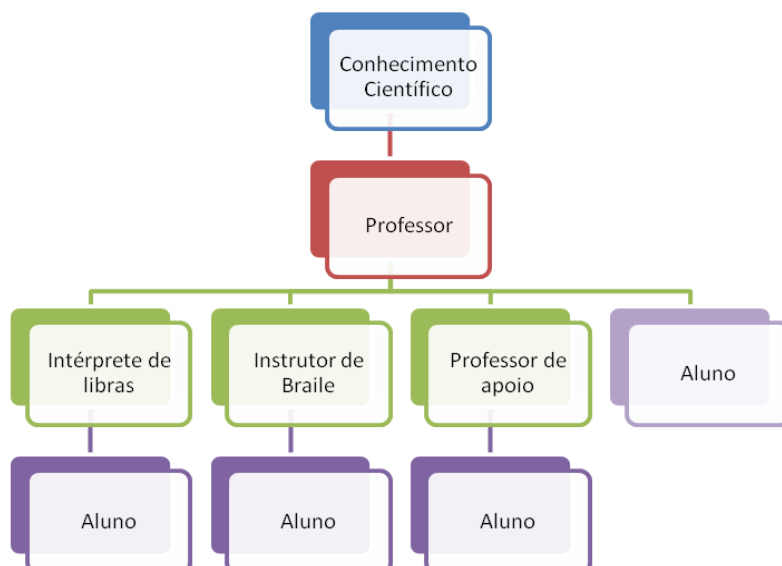 Conhecimento
Científico
Professor
Intérprete de
libras
Instrutor de
Braile
Professor de
apoio
Aluno
Aluno
Aluno
Aluno